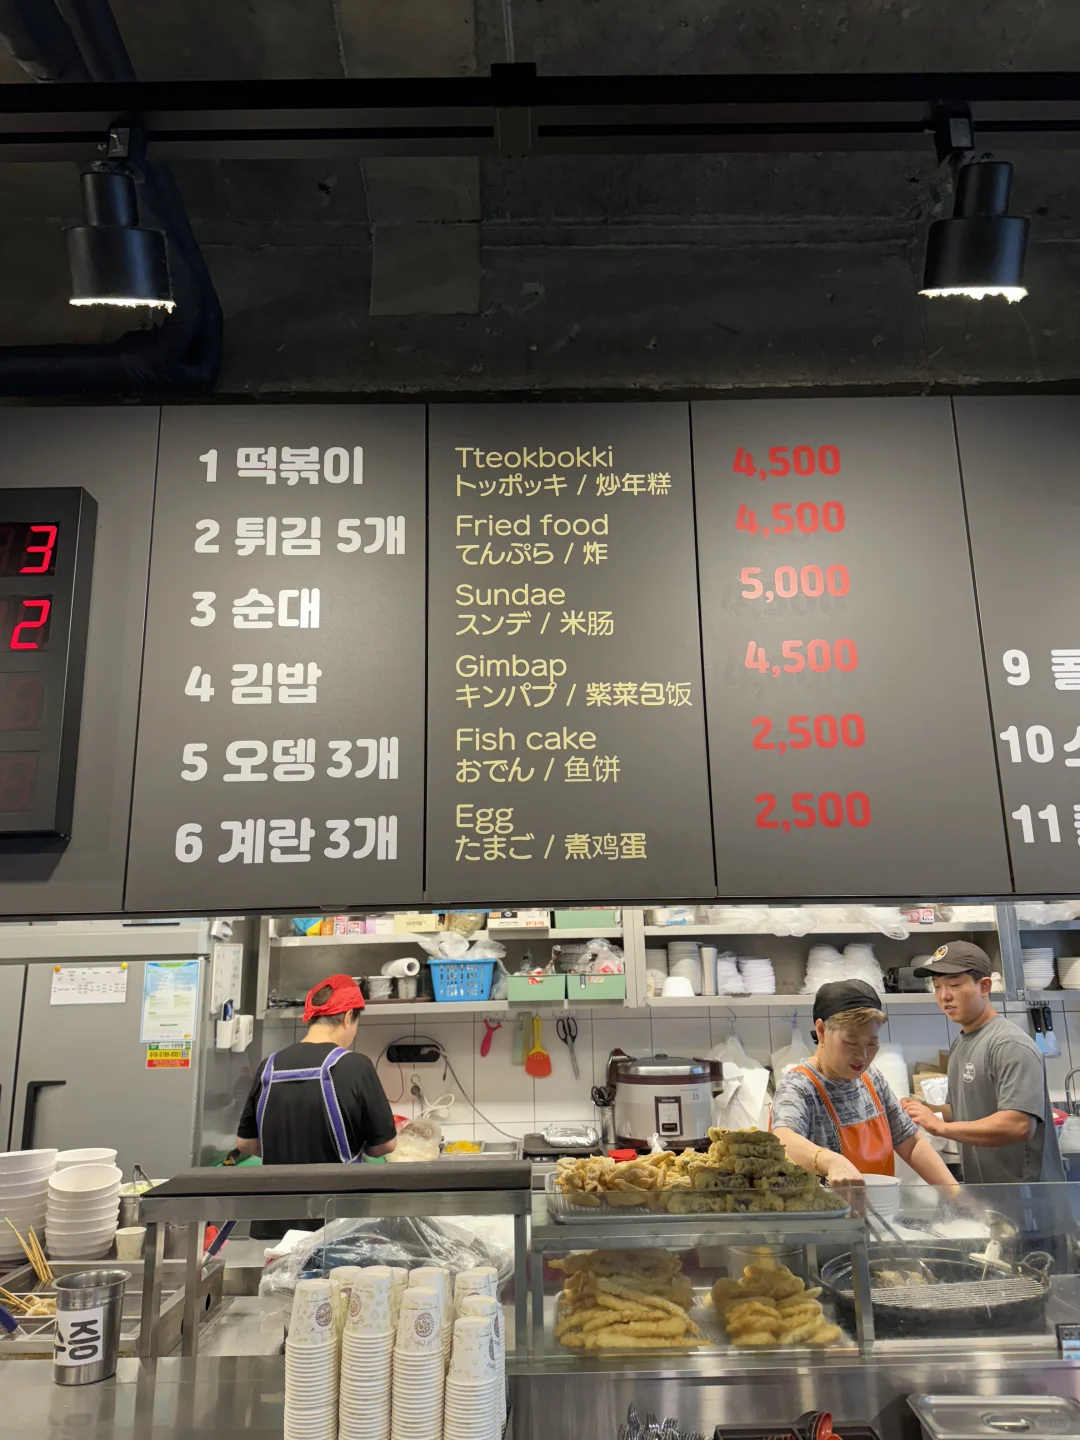 1 떡볶이
Tteokbokki
トッポッキ / 炒年糕
4,500
2 튀김 5개
Fried food
てんぷら / 炸
4,500
3 순대
Sundae
スンデ / 米肠
5,000
4 김밥
Gimbap
キンパプ / 紫菜包饭
4,500
5 오뎅 3개
Fish cake
おでん / 鱼饼
2,500
6 계란 3개
Egg
たまご / 煮鸡蛋
2,500
9
10
11
3
2
증